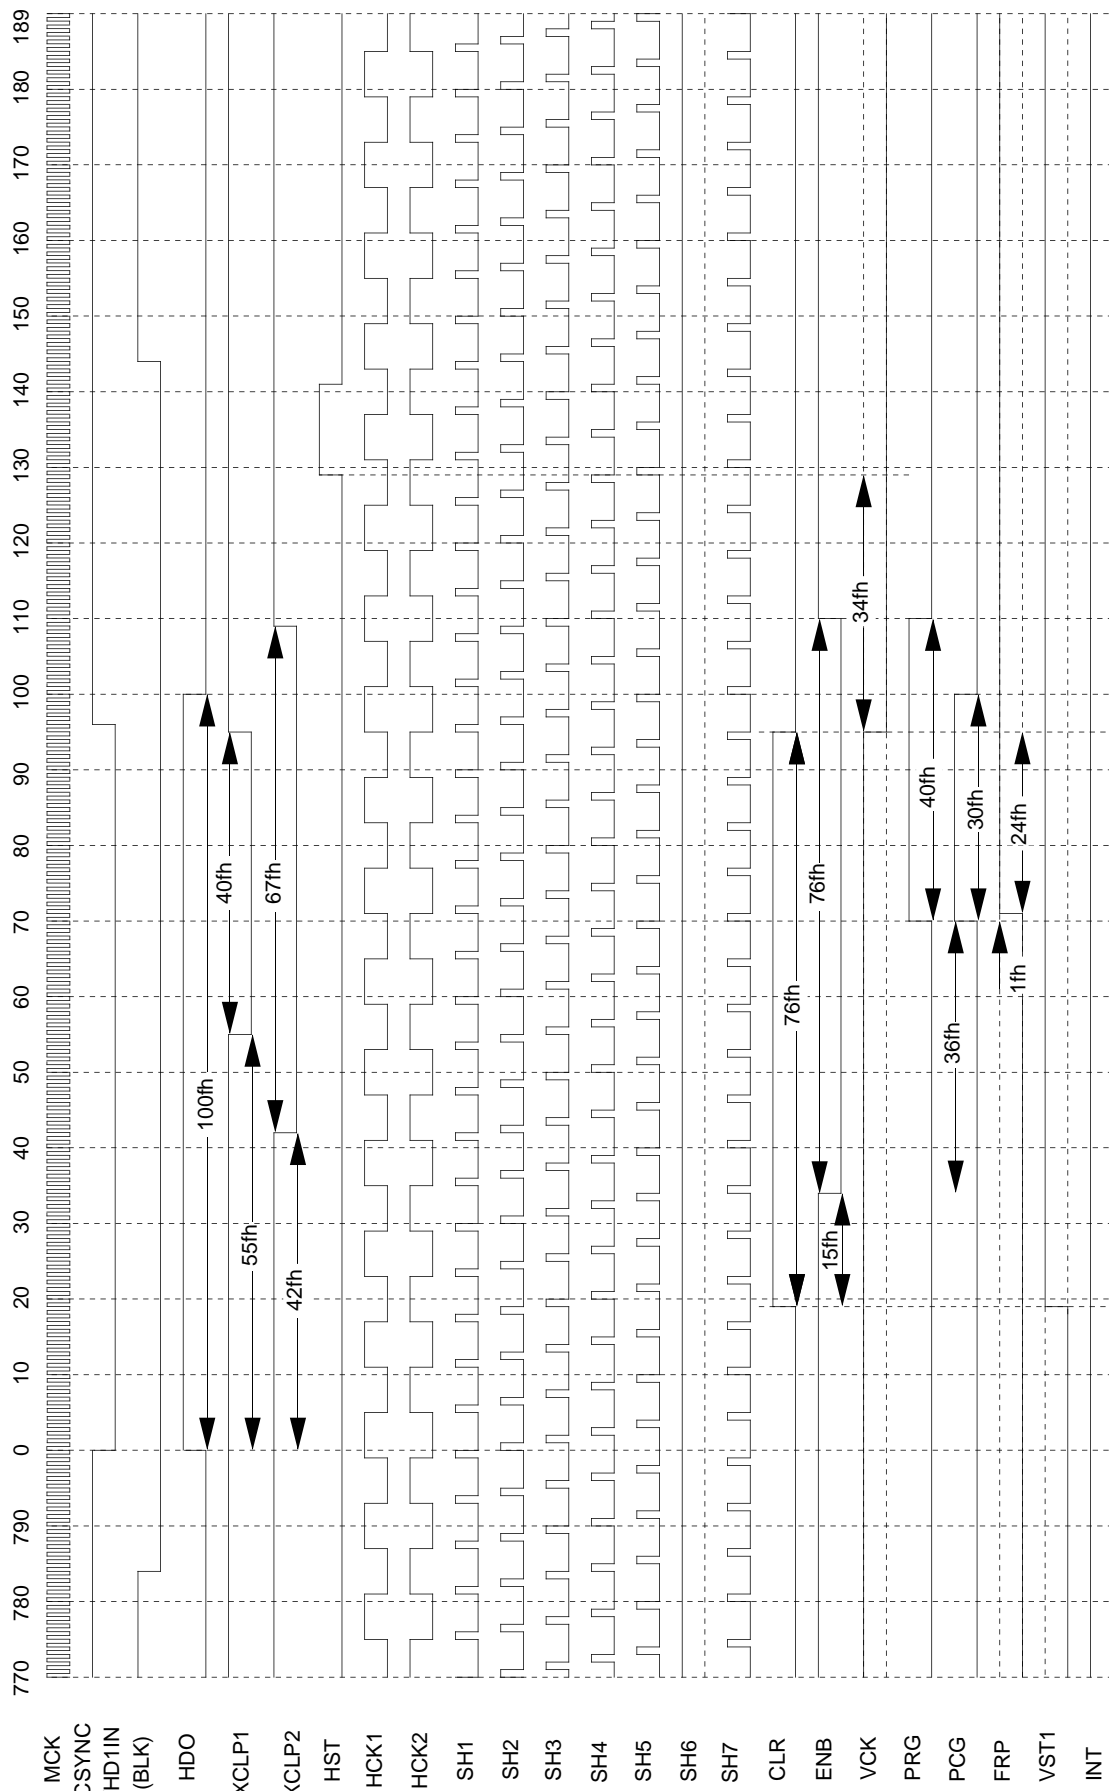 770 780 790 0 10 20 30 40 50 60 70 80 90 100 110 120 130 140 150 160 170 180 189
MCK
CSYNC
HD1IN
(BLK)
HDO
100fh
XCLP1
55fh
40fh
XCLP2
42fh
67fh
HST
HCK1
HCK2
SH1
SH2
SH3
SH4
SH5
SH6
SH7
CLR
76fh
ENB
15fh
76fh
VCK
34fh
PRG
40fh
PCG
36fh
30fh
FRP
1fh
24fh
VST1
INT